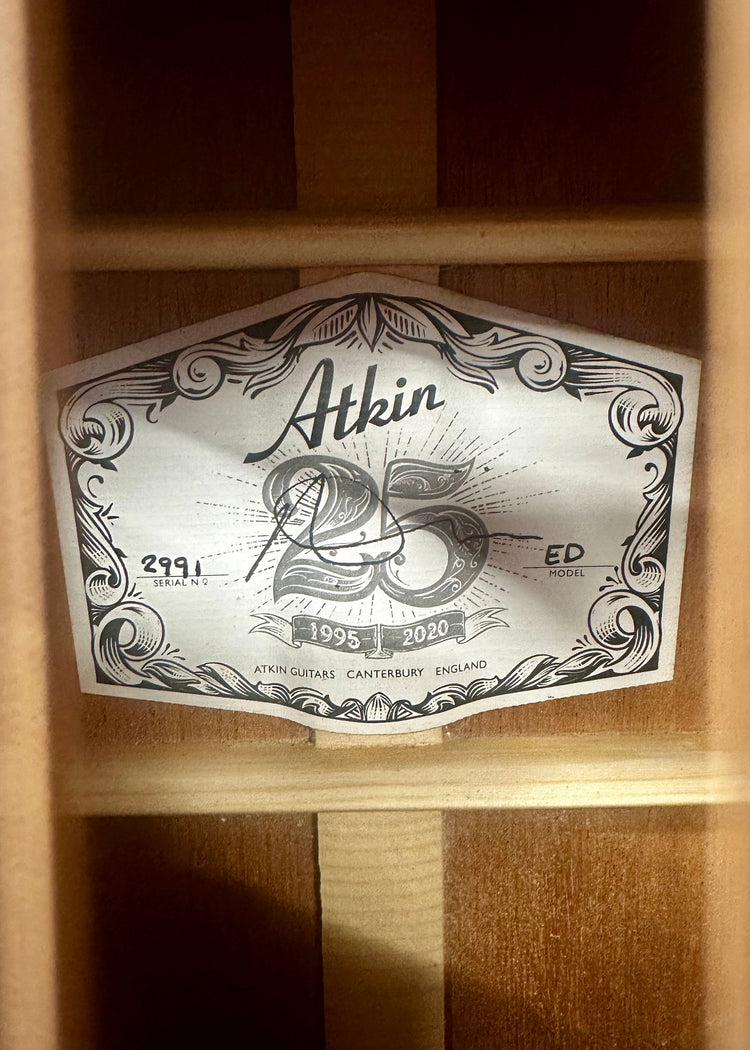 Atkin
25
2991
SERIAL Nº
ED
MODEL
1995 2020
ATKIN GUITARS CANTERBURY ENGLAND